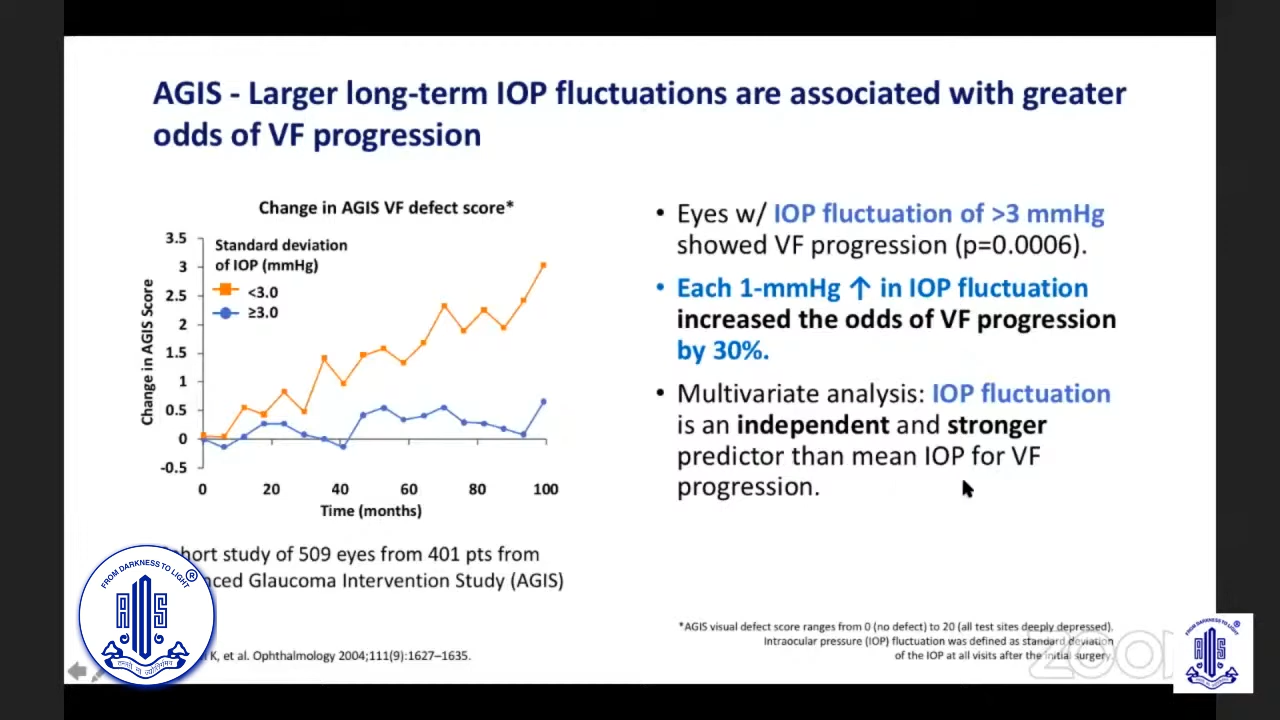 AGIS - Larger long-term IOP fluctuations are associated with greater
odds of VF progression
Change in AGIS VF defect score*
Standard deviation
of IOP (mmHg)
<3.0
≥3.0
Change in AGIS Score
3.5
3
2.5
2
1.5
1
0.5
0
-0.5
0 20 40 60 80 100
Time (months)
• Eyes w/ IOP fluctuation of >3 mmHg
showed VF progression (p=0.0006).
• Each 1-mmHg ↑ in IOP fluctuation
increased the odds of VF progression
by 30%.
• Multivariate analysis: IOP fluctuation
is an independent and stronger
predictor than mean IOP for VF
progression.
study of 509 eyes from 401 pts from
Glaucoma Intervention Study (AGIS)
K, et al. Ophthalmology 2004;111(9):1627–1635.
*AGIS visual defect score ranges from 0 (no defect) to 20 (all test sites deeply depressed).
Intraocular pressure (IOP) fluctuation was defined as standard deviation
of the IOP at all visits after the initial surgery.
zoom
FROM DARKNESS TO LIGHT
®
AIS
FROM DARKNESS TO LIGHT
®